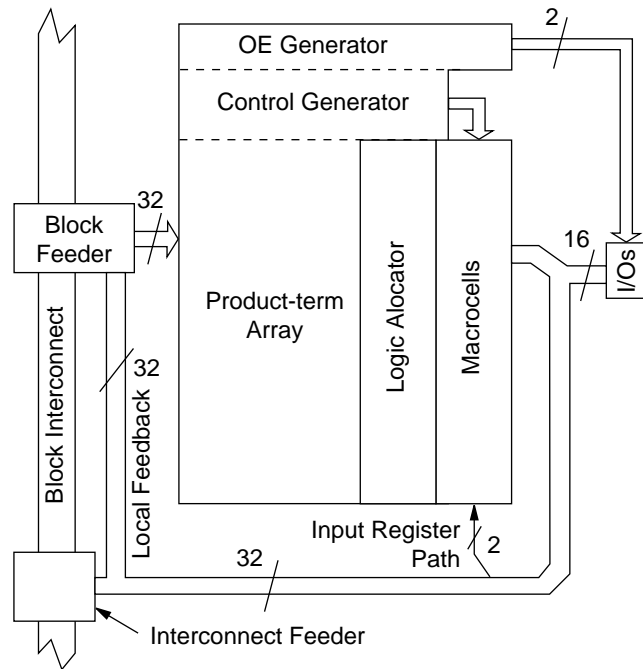 2
OE Generator
Control Generator
32
Block
Feeder
16
I/Os
Product-term
Array
Logic Alocator
Macrocells
Block Interconnect
32
Local Feedback
Input Register
Path
2
32
Interconnect Feeder